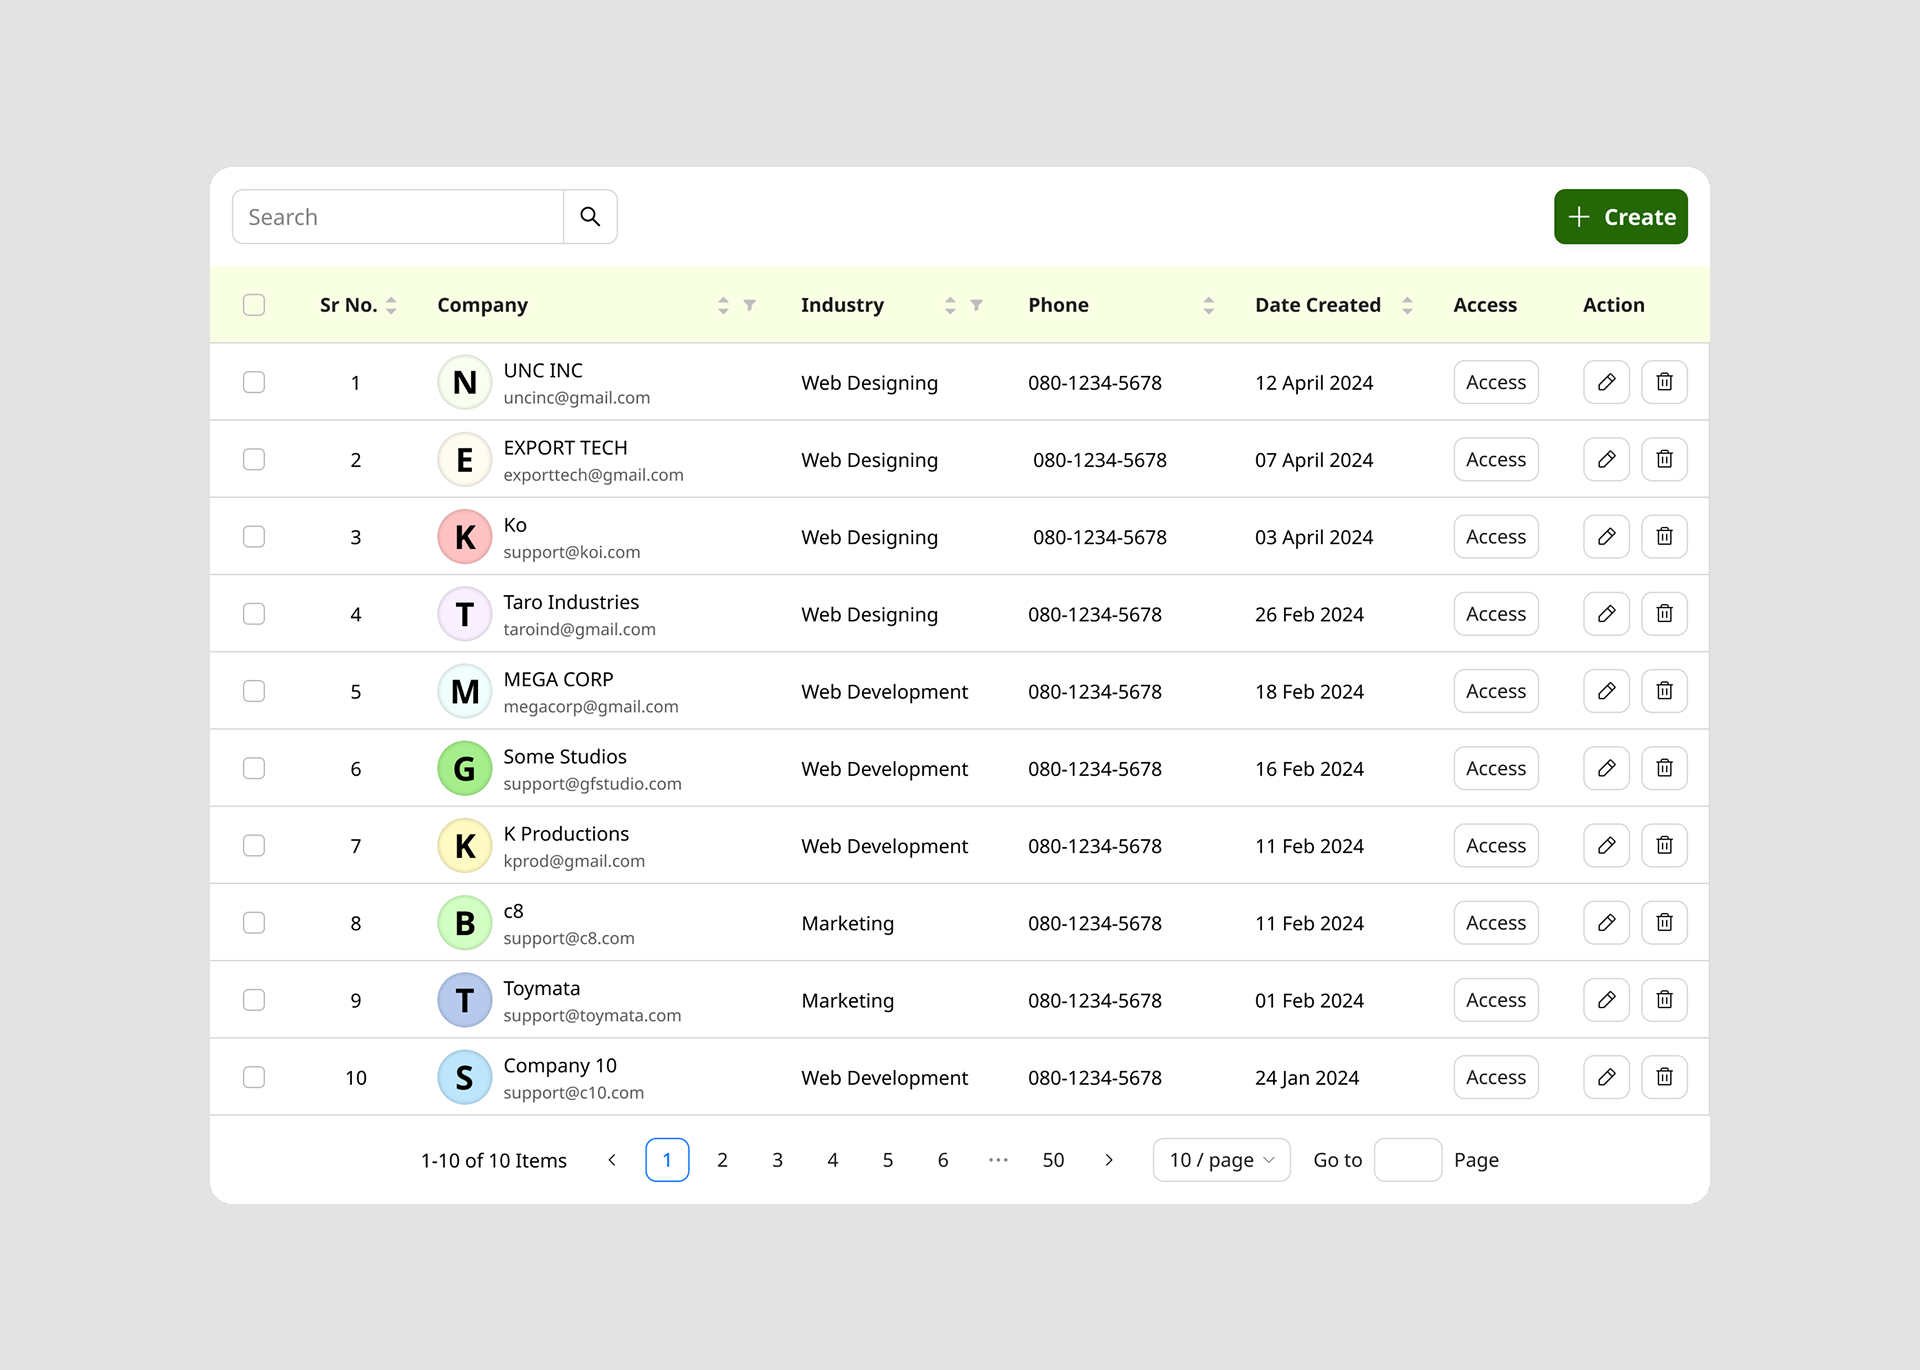 Search
Create
Sr No. Company Industry Phone Date Created Access Action
1 N UNC INC Web Designing 080-1234-5678 12 April 2024 Access
uncinc@gmail.com
2 E EXPORT TECH Web Designing 080-1234-5678 07 April 2024 Access
exporttech@gmail.com
3 K Ko Web Designing 080-1234-5678 03 April 2024 Access
support@koi.com
4 T Taro Industries Web Designing 080-1234-5678 26 Feb 2024 Access
taroind@gmail.com
5 M MEGA CORP Web Development 080-1234-5678 18 Feb 2024 Access
megacorp@gmail.com
6 G Some Studios Web Development 080-1234-5678 16 Feb 2024 Access
support@gfstudio.com
7 K K Productions Web Development 080-1234-5678 11 Feb 2024 Access
kprod@gmail.com
8 B c8 Marketing 080-1234-5678 11 Feb 2024 Access
support@c8.com
9 T Toymata Marketing 080-1234-5678 01 Feb 2024 Access
support@toymata.com
10 S Company 10 Web Development 080-1234-5678 24 Jan 2024 Access
support@c10.com
1-10 of 10 Items 1 2 3 4 5 6 ••• 50 10 / page Go to Page